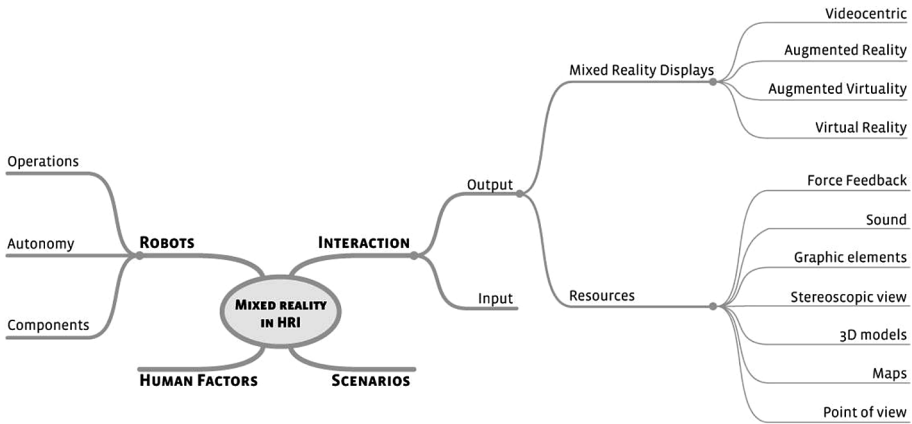 Videocentric
Augmented Reality
Mixed Reality Displays
Augmented Virtuality
Virtual Reality
Operations
Force Feedback
Output
Sound
Autonomy
ROBOTS
INTERACTION
Graphic elements
Resources
Stereoscopic view
Input
MIXED REALITY
IN HRI
Components
3D models
Maps
HUMAN FACTORS
SCENARIOS
Point of view